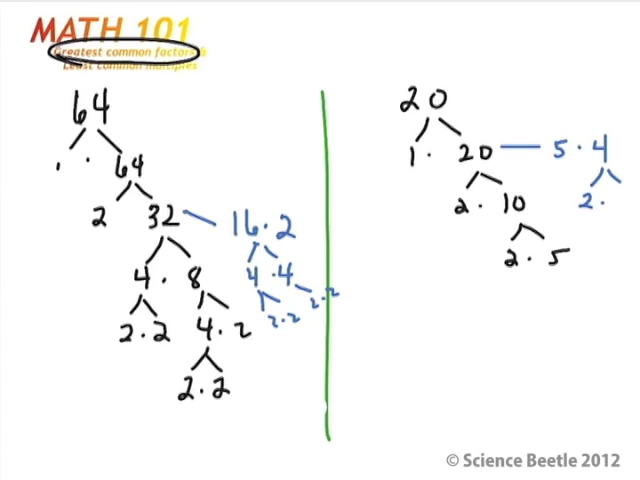 MATH 101
Greatest common factors &
Least common multiples
64
1 · 64
2 32 — 16 · 2
4 · 8
4 · 4
2 · 2
4 · 2
2 · 2
2 · 2
2 · 2
20
1 · 20 — 5 · 4
2 · 10
2 ·
2 · 5
© Science Beetle 2012